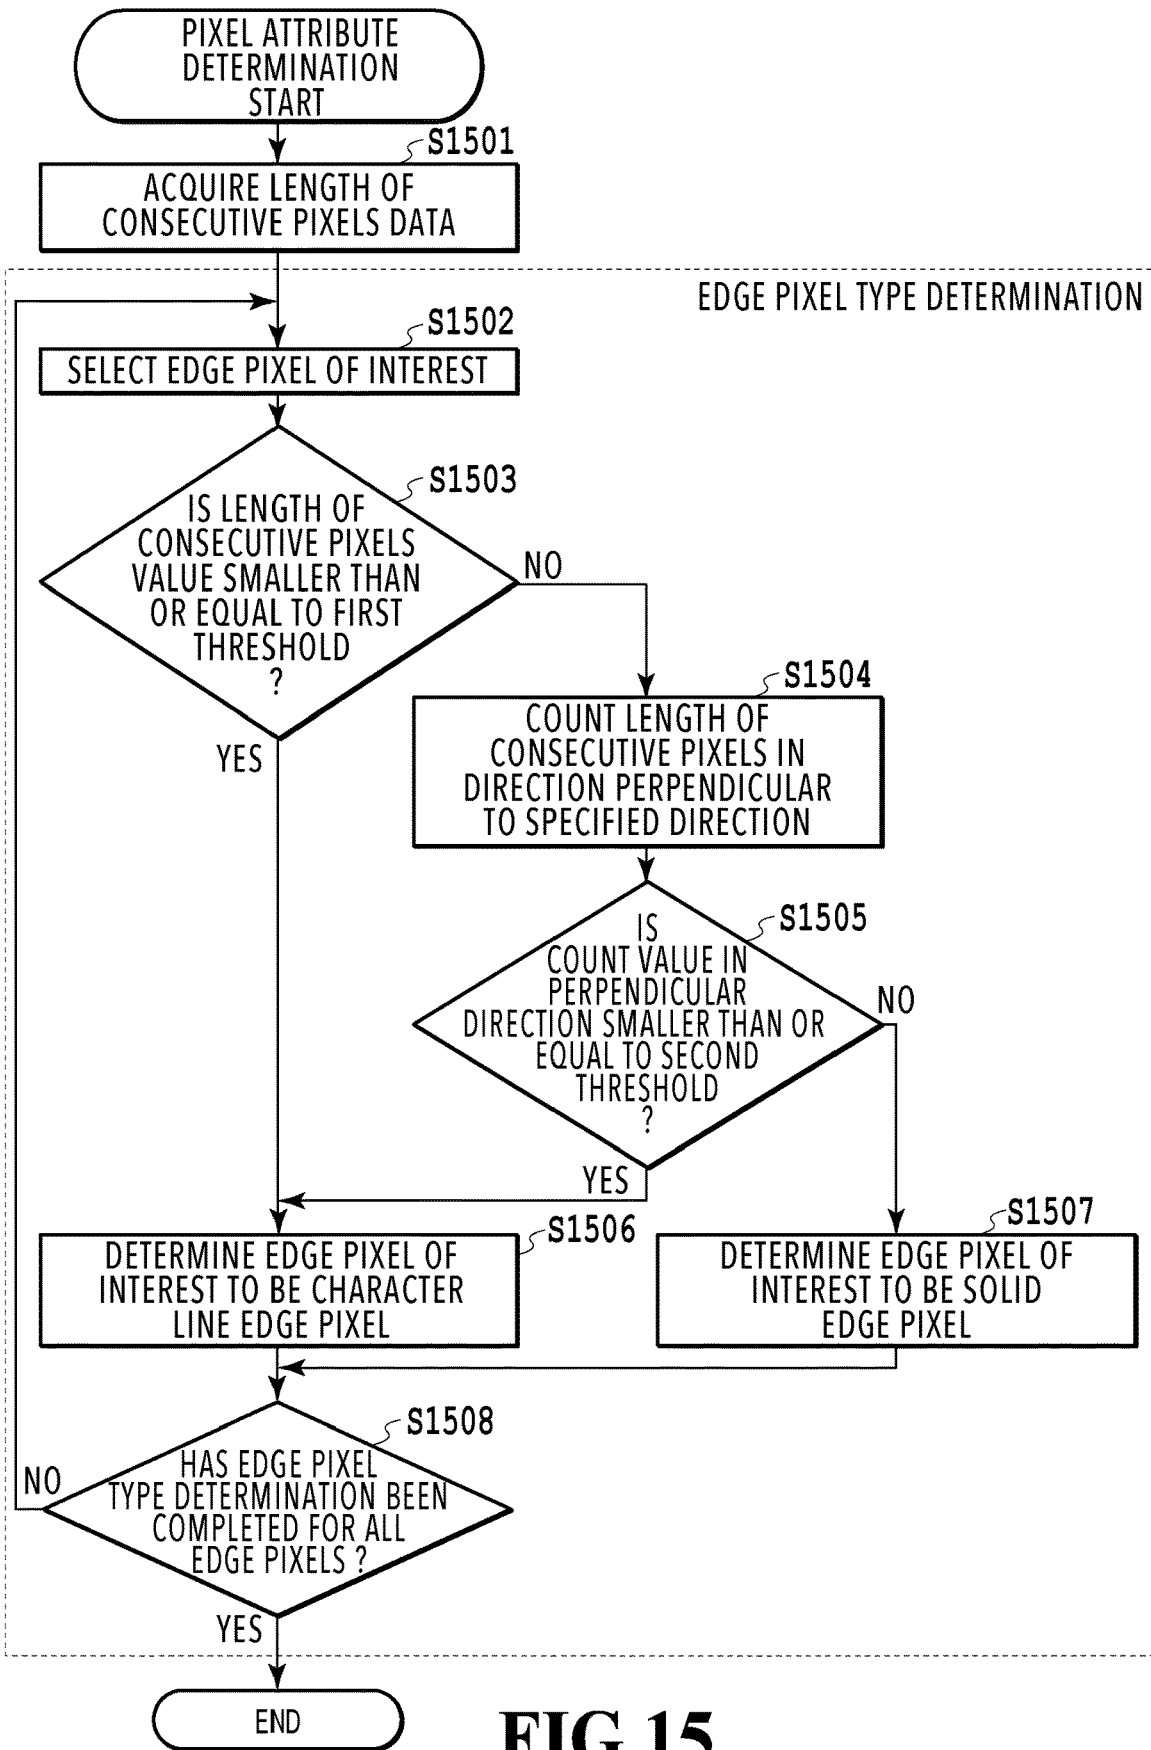 PIXEL ATTRIBUTE
DETERMINATION
START
S1501
ACQUIRE LENGTH OF
CONSECUTIVE PIXELS DATA
EDGE PIXEL TYPE DETERMINATION
S1502
SELECT EDGE PIXEL OF INTEREST
S1503
IS LENGTH OF
CONSECUTIVE PIXELS
VALUE SMALLER THAN
OR EQUAL TO FIRST
THRESHOLD
?
NO
YES
S1504
COUNT LENGTH OF
CONSECUTIVE PIXELS IN
DIRECTION PERPENDICULAR
TO SPECIFIED DIRECTION
S1505
IS
COUNT VALUE IN
PERPENDICULAR
DIRECTION SMALLER THAN OR
EQUAL TO SECOND
THRESHOLD
?
NO
YES
S1506
DETERMINE EDGE PIXEL OF
INTEREST TO BE CHARACTER
LINE EDGE PIXEL
S1507
DETERMINE EDGE PIXEL OF
INTEREST TO BE SOLID
EDGE PIXEL
S1508
HAS EDGE PIXEL
TYPE DETERMINATION BEEN
COMPLETED FOR ALL
EDGE PIXELS ?
NO
YES
END
FIG.15